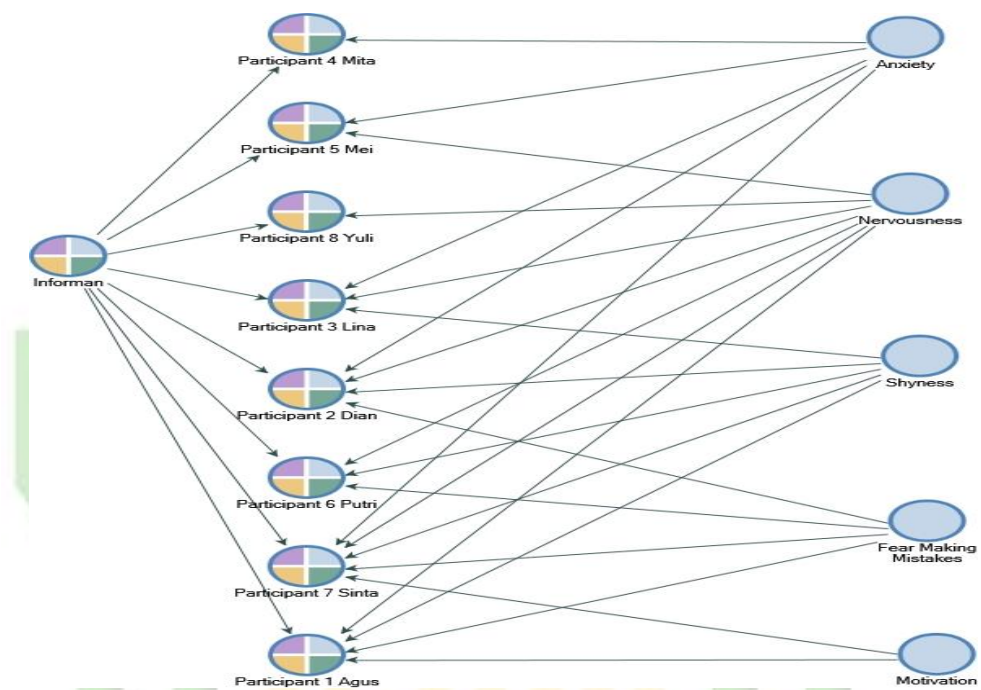 Participant 4 Mita
Anxiety
Participant 5 Mei
Nervousness
Participant 8 Yuli
Informan
Participant 3 Lina
Shyness
Participant 2 Dian
Participant 6 Putri
Fear Making
Mistakes
Participant 7 Sinta
Participant 1 Agus
Motivation